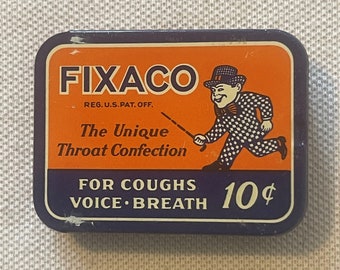 FIXACO
REG. U.S. PAT. OFF.
The Unique
Throat Confection
FOR COUGHS
VOICE • BREATH 10¢